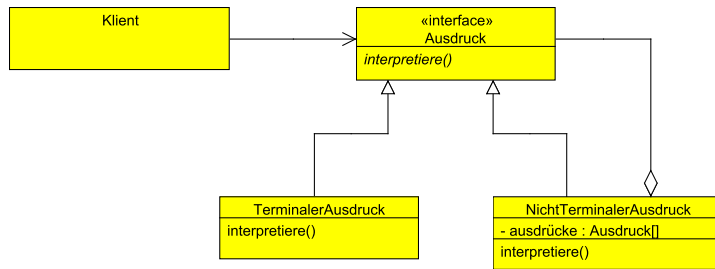 Klient
«interface»
Ausdruck
interpretiere()
TerminalerAusdruck
interpretiere()
NichtTerminalerAusdruck
- ausdrücke : Ausdruck[]
interpretiere()